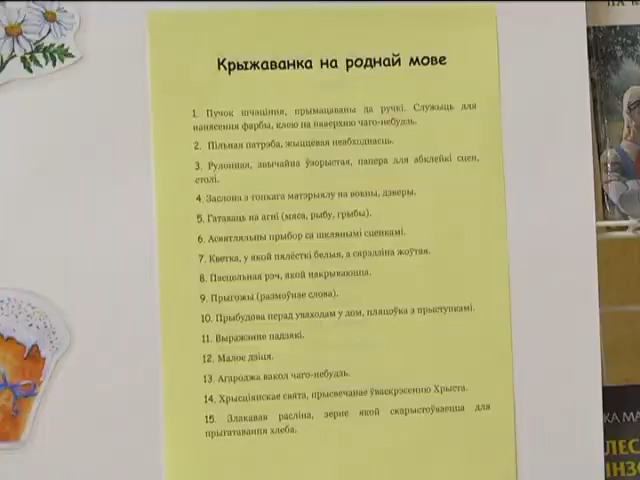 Крыжаванка на роднай мове
1. Пучок шчаціння, прымацаваны да ручкі. Служыць для
нанясення фарбы, клею на паверхню чаго-небудзь.
2. Пільная патрэба, жыццёвая неабходнасць.
3. Рулонная, звычайна ўзорыстая, папера для абклейкі сцен,
столі.
4. Заслона з тонкага матэрыялу на вокны, дзверы.
5. Гатаваць на агні (мяса, рыбу, грыбы).
6. Асвятляльны прыбор са шклянымі сценкамі.
7. Кветка, у якой пялёсткі белыя, а сярэдзіна жоўтая.
8. Пасцельная рэч, якой накрываюцца.
9. Прыгожы (размоўнае слова).
10. Прыбудова перад уваходам у дом, пляцоўка з прыступкамі.
11. Выражэнне падзякі.
12. Малое дзіця.
13. Агароджа вакол чаго-небудзь.
14. Хрысціянскае свята, прысвечанае ўваскрэсенню Хрыста.
15. Злакавая расліна, зерне якой скарыстоўваецца для
прыгатавання хлеба.
КА МА
ЛЕС
ІНЗО